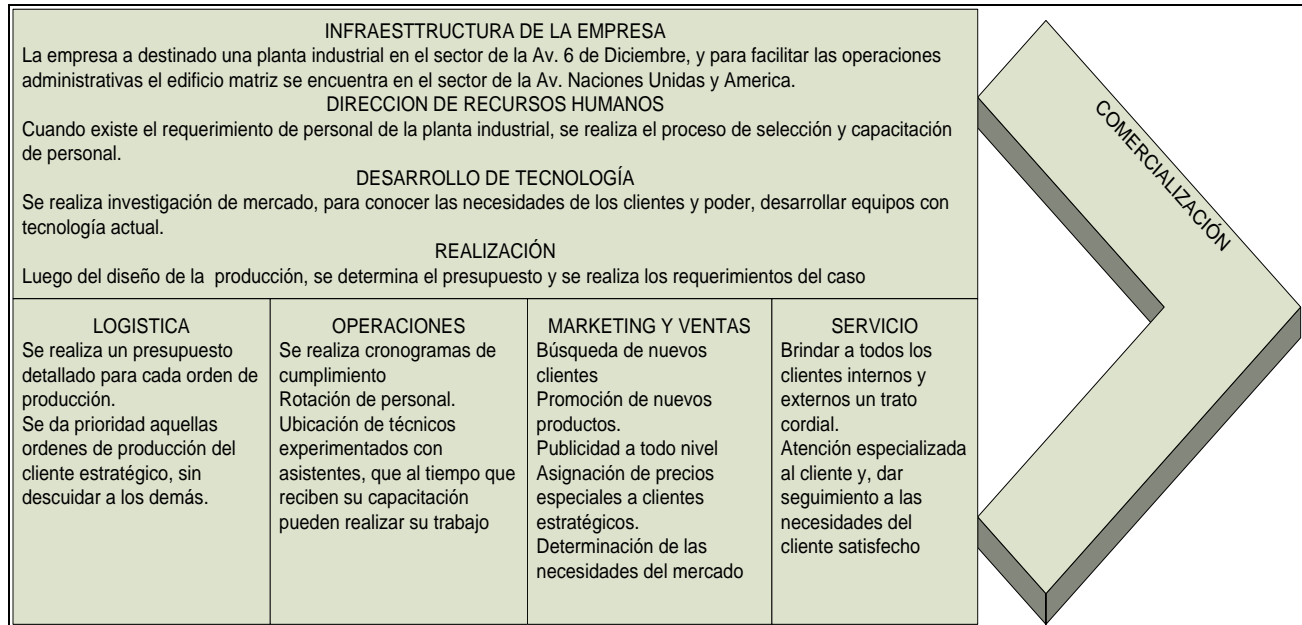 INFRAESTTRUCTURA DE LA EMPRESA
La empresa a destinado una planta industrial en el sector de la Av. 6 de Diciembre, y para facilitar las operaciones
administrativas el edificio matriz se encuentra en el sector de la Av. Naciones Unidas y America.
DIRECCION DE RECURSOS HUMANOS
Cuando existe el requerimiento de personal de la planta industrial, se realiza el proceso de selección y capacitación
de personal.
DESARROLLO DE TECNOLOGÍA
Se realiza investigación de mercado, para conocer las necesidades de los clientes y poder, desarrollar equipos con
tecnología actual.
REALIZACIÓN
Luego del diseño de la producción, se determina el presupuesto y se realiza los requerimientos del caso
LOGISTICA
Se realiza un presupuesto
detallado para cada orden de
producción.
Se da prioridad aquellas
ordenes de producción del
cliente estratégico, sin
descuidar a los demás.
OPERACIONES
Se realiza cronogramas de
cumplimiento
Rotación de personal.
Ubicación de técnicos
experimentados con
asistentes, que al tiempo que
reciben su capacitación
pueden realizar su trabajo
MARKETING Y VENTAS
Búsqueda de nuevos
clientes
Promoción de nuevos
productos.
Publicidad a todo nivel
Asignación de precios
especiales a clientes
estratégicos.
Determinación de las
necesidades del mercado
SERVICIO
Brindar a todos los
clientes internos y
externos un trato
cordial.
Atención especializada
al cliente y, dar
seguimiento a las
necesidades del
cliente satisfecho
COMERCIALIZACIÓN